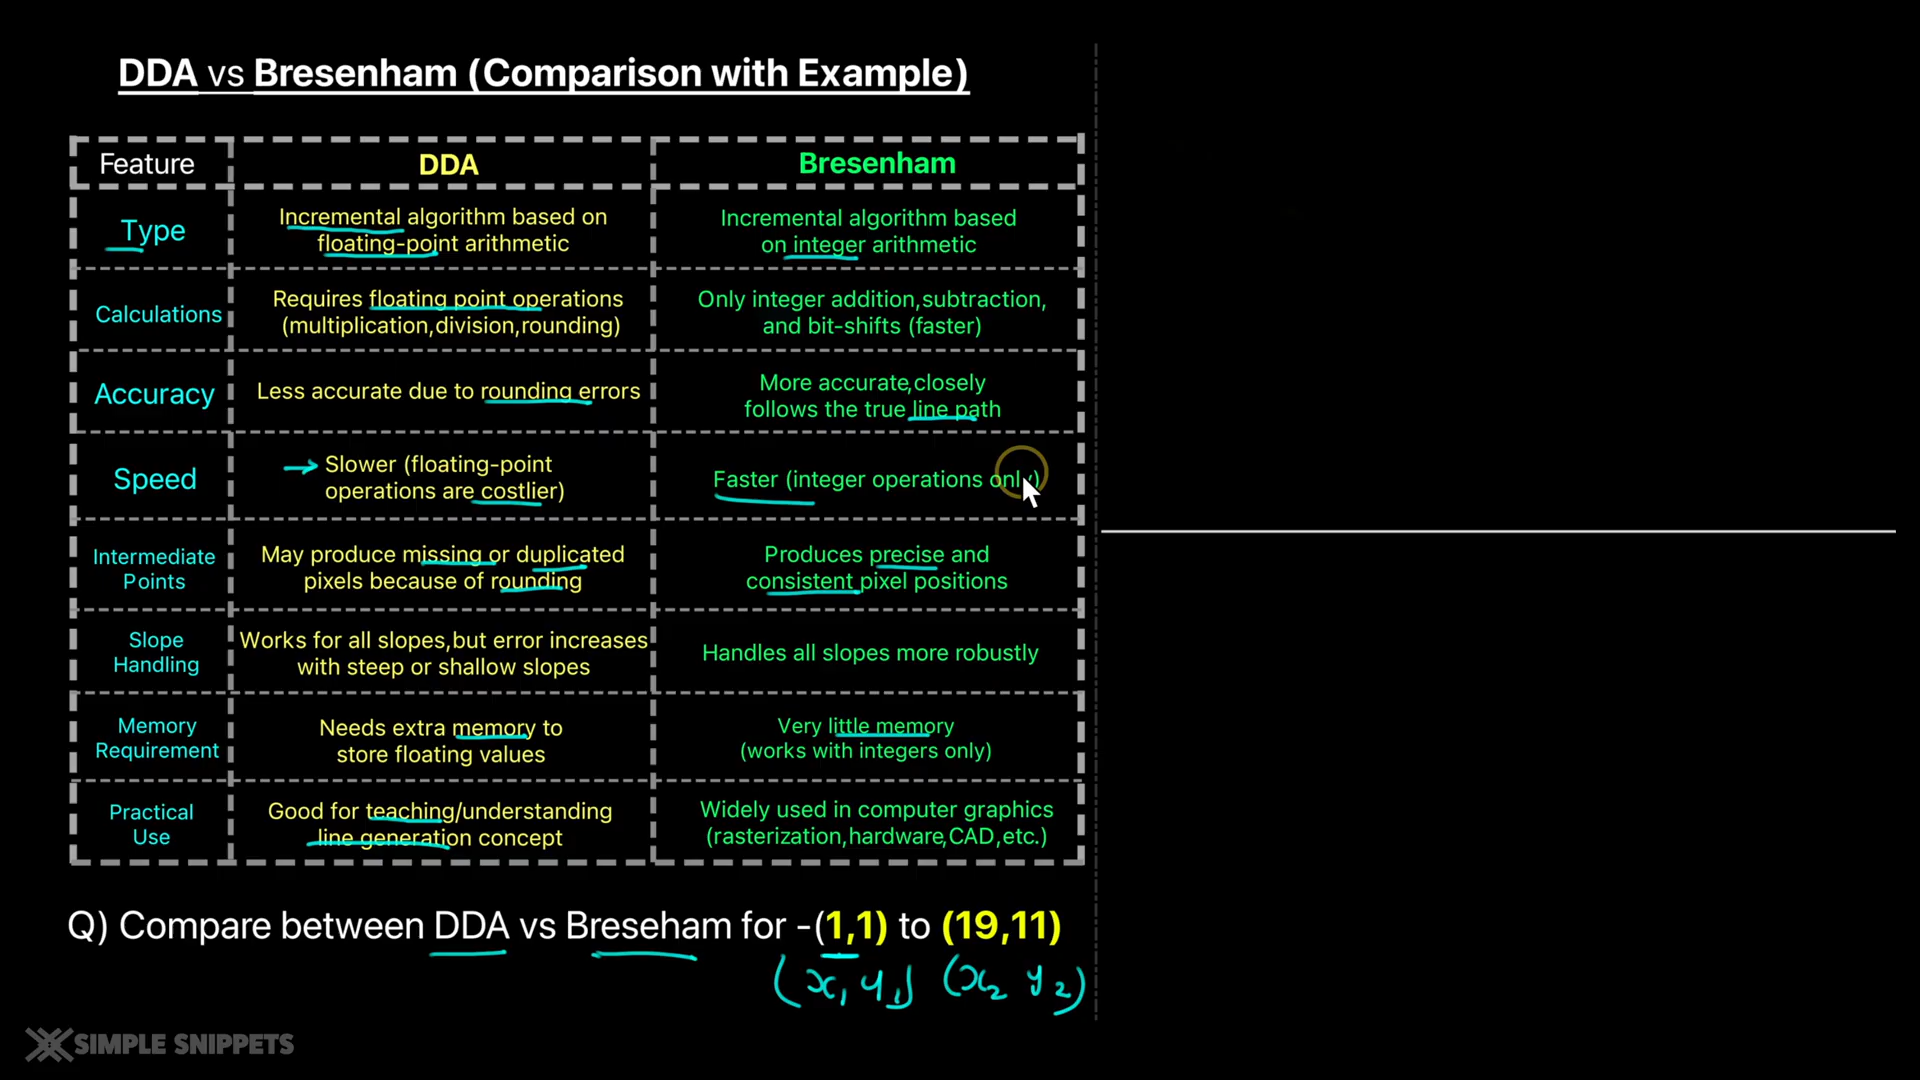 DDA vs Bresenham (Comparison with Example)
Feature
DDA
Bresenham
Type
Incremental algorithm based on
floating-point arithmetic
Incremental algorithm based
on integer arithmetic
Calculations
Requires floating point operations
(multiplication,division,rounding)
Only integer addition,subtraction,
and bit-shifts (faster)
Accuracy
Less accurate due to rounding errors
More accurate,closely
follows the true line path
Speed
→ Slower (floating-point
operations are costlier)
Faster (integer operations only)
Intermediate
Points
May produce missing or duplicated
pixels because of rounding
Produces precise and
consistent pixel positions
Slope
Handling
Works for all slopes,but error increases
with steep or shallow slopes
Handles all slopes more robustly
Memory
Requirement
Needs extra memory to
store floating values
Very little memory
(works with integers only)
Practical
Use
Good for teaching/understanding
line generation concept
Widely used in computer graphics
(rasterization,hardware,CAD,etc.)
Q) Compare between DDA vs Breseham for -(1,1) to (19,11)
(x₁ y₁) (x₂ y₂)
SIMPLE SNIPPETS